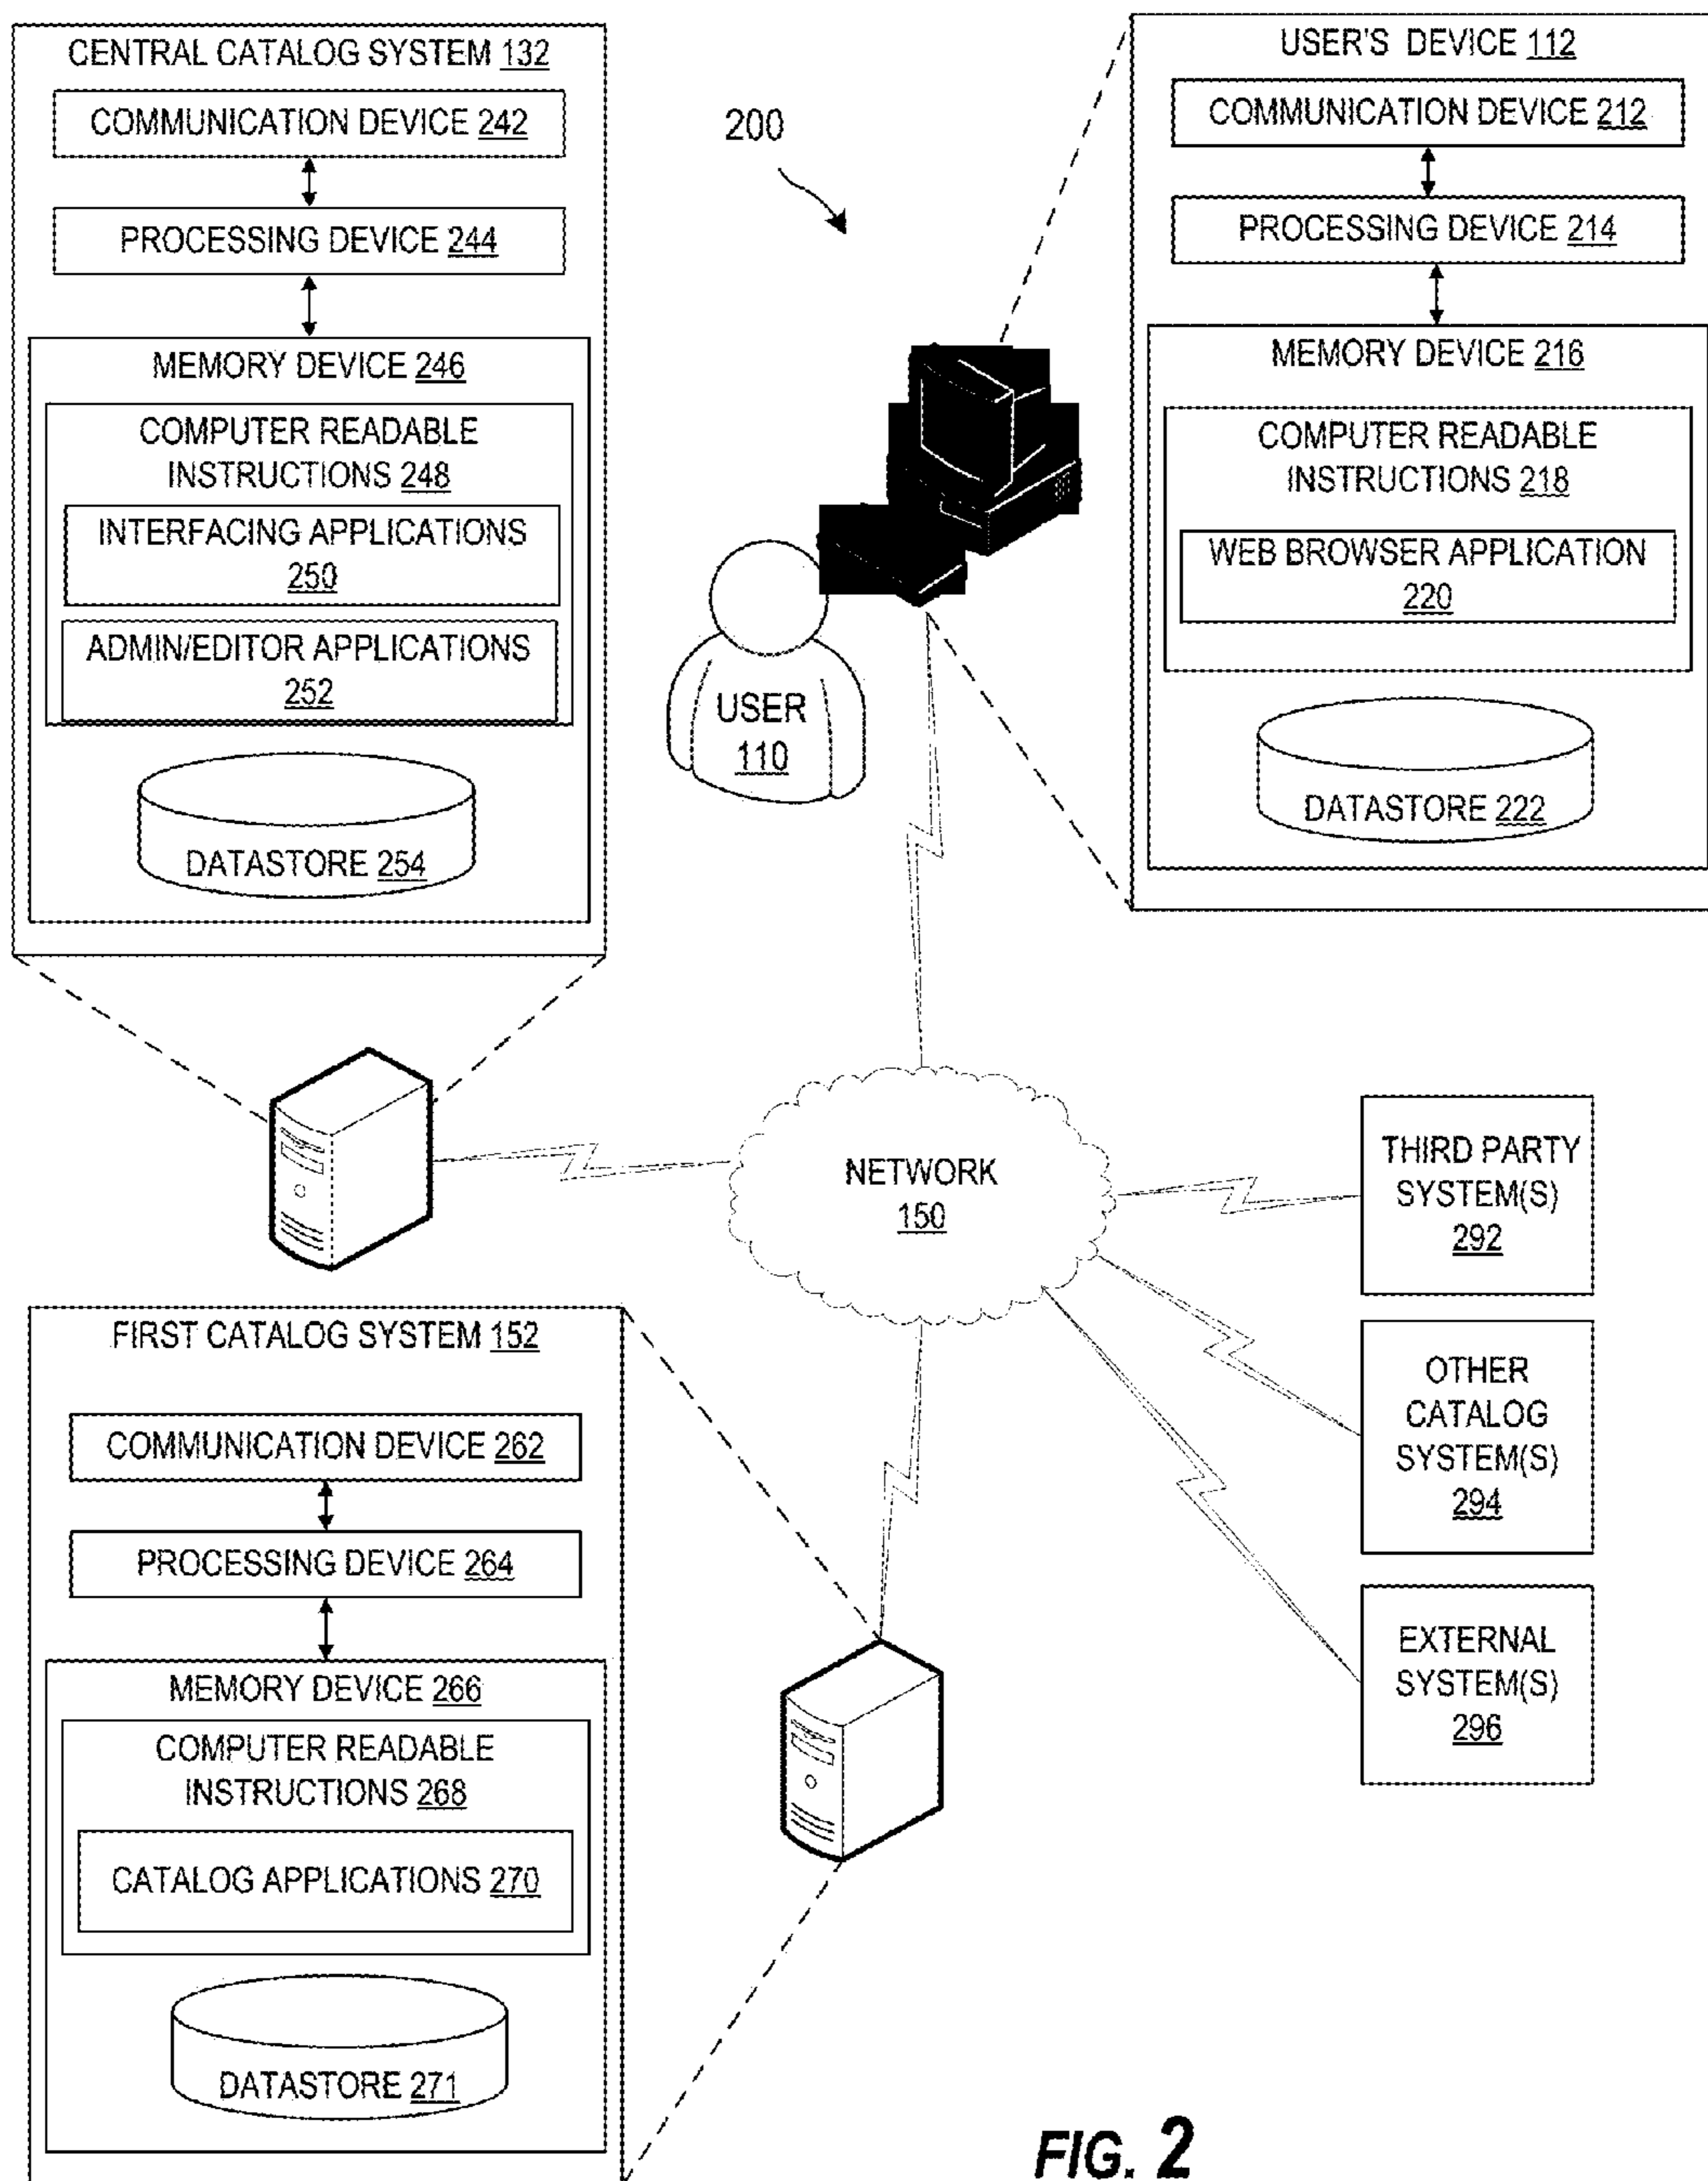 CENTRAL CATALOG SYSTEM 132
COMMUNICATION DEVICE 242
PROCESSING DEVICE 244
MEMORY DEVICE 246
COMPUTER READABLE
INSTRUCTIONS 248
INTERFACING APPLICATIONS
250
ADMIN/EDITOR APPLICATIONS
252
DATASTORE 254
200
USER
110
USER'S DEVICE 112
COMMUNICATION DEVICE 212
PROCESSING DEVICE 214
MEMORY DEVICE 216
COMPUTER READABLE
INSTRUCTIONS 218
WEB BROWSER APPLICATION
220
DATASTORE 222
NETWORK
150
THIRD PARTY
SYSTEM(S)
292
OTHER
CATALOG
SYSTEM(S)
294
EXTERNAL
SYSTEM(S)
296
FIRST CATALOG SYSTEM 152
COMMUNICATION DEVICE 262
PROCESSING DEVICE 264
MEMORY DEVICE 266
COMPUTER READABLE
INSTRUCTIONS 268
CATALOG APPLICATIONS 270
DATASTORE 271
FIG. 2